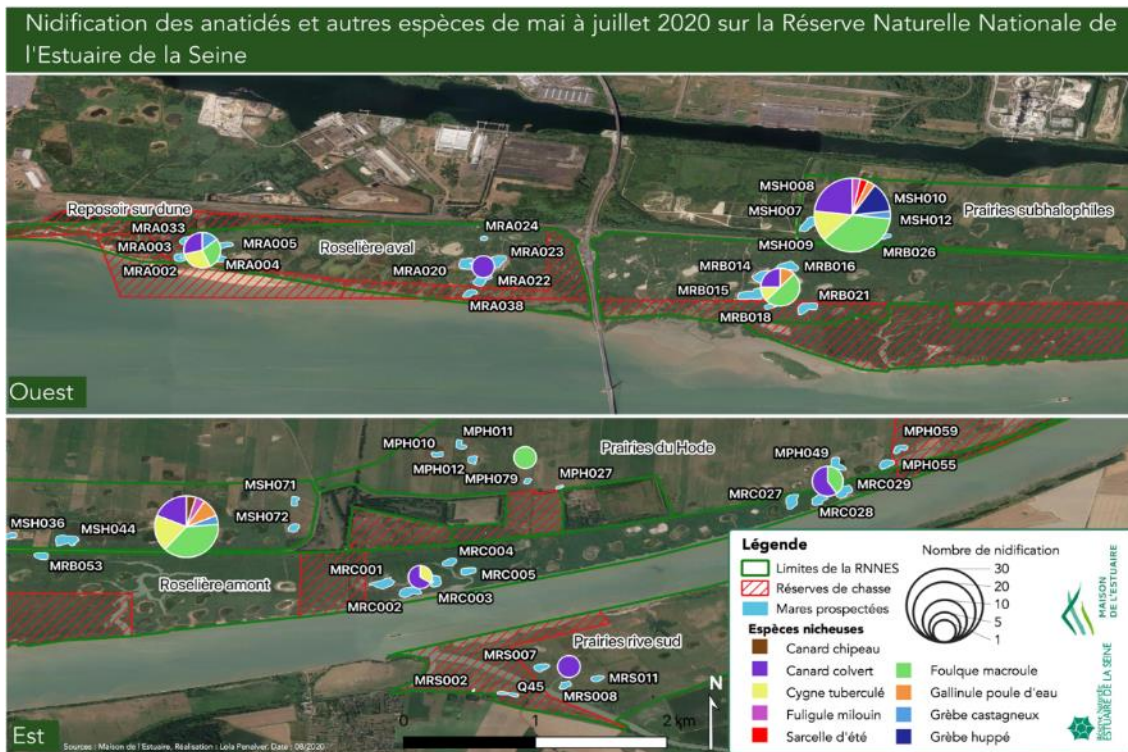 Nidification des anatidés et autres espèces de mai à juillet 2020 sur la Réserve Naturelle Nationale de
l'Estuaire de la Seine
Reposoir sur dune
MRA033
MRA003
MRA002
MRA005
MRA004
Roselière aval
MRA024
MRA023
MRA020
MRA022
MRA038
MSH008
MSH007
MSH009
MSH010
MSH012
Prairies subhalophiles
MRB026
MRB014
MRB016
MRB015
MRB021
MRB018
Ouest
MPH011
MPH010
MPH012
MPH079
Prairies du Hode
MPH027
MPH049
MPH059
MPH055
MRC027
MRC029
MRC028
MSH071
MSH072
MSH036
MSH044
MRB053
Roselière amont
MRC004
MRC001
MRC005
MRC002
MRC003
Prairies rive sud
MRS007
MRS002
Q45
MRS011
MRS008
N
0 1 2 km
Est
Sources : Maison de l'Estuaire, Réalisation : Lola Penolver, Date : 08/2020
Légende
Limites de la RNNES
Réserves de chasse
Mares prospectées
Espèces nicheuses
Canard chipeau
Canard colvert
Cygne tuberculé
Fuligule milouin
Sarcelle d'été
Foulque macroule
Gallinule poule d'eau
Grèbe castagneux
Grèbe huppé
Nombre de nidification
30
20
10
5
1
MAISON
DE L'ESTUAIRE
ESTUAIRE DE LA SEINE